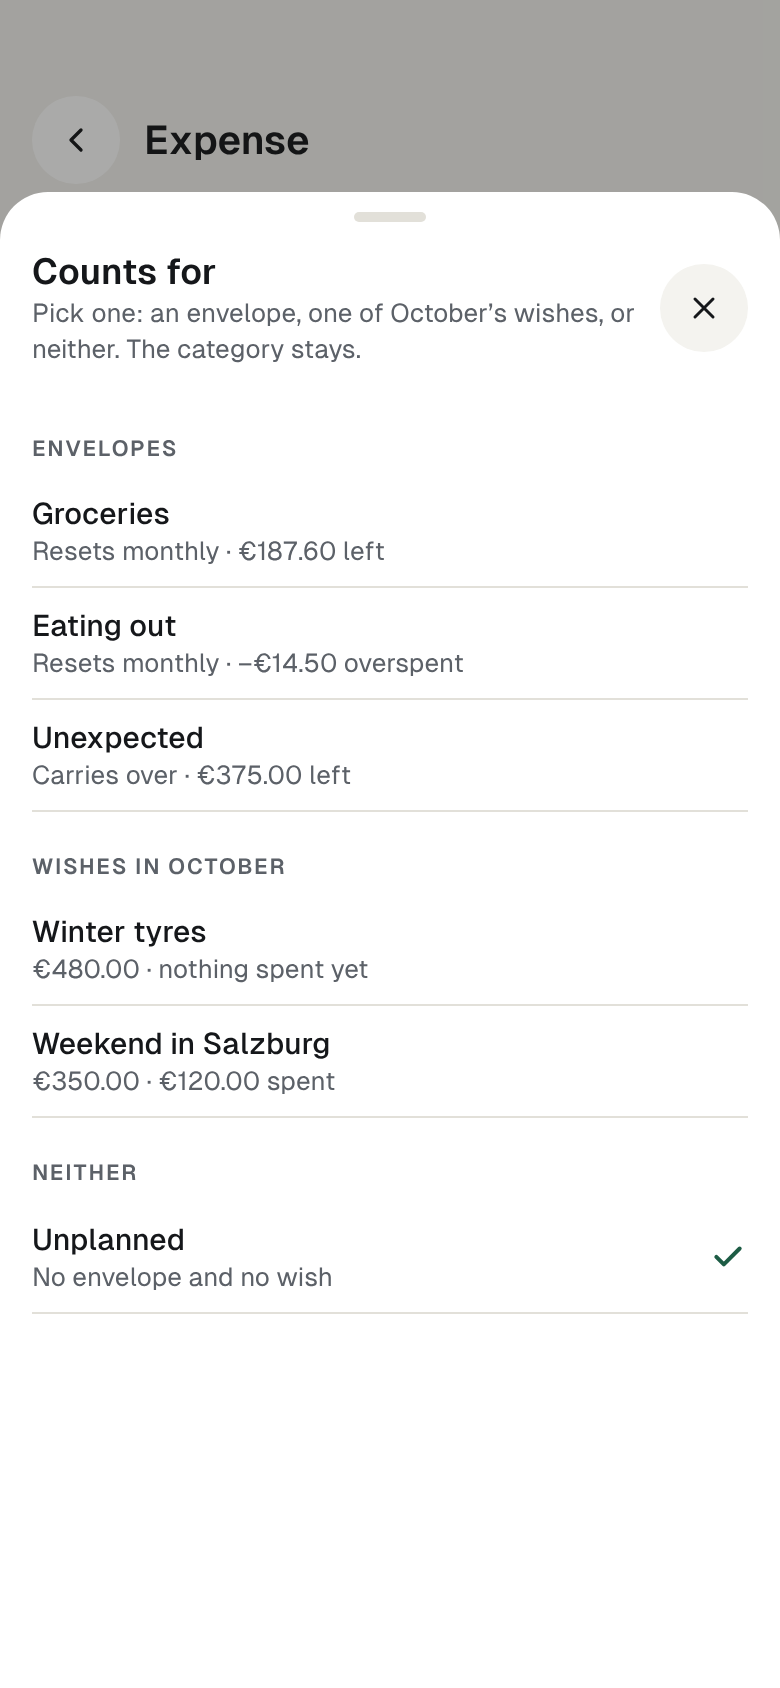 Expense
Counts for
Pick one: an envelope, one of October’s wishes, or
neither. The category stays.
ENVELOPES
Groceries
Resets monthly · €187.60 left
Eating out
Resets monthly · −€14.50 overspent
Unexpected
Carries over · €375.00 left
WISHES IN OCTOBER
Winter tyres
€480.00 · nothing spent yet
Weekend in Salzburg
€350.00 · €120.00 spent
NEITHER
Unplanned
No envelope and no wish